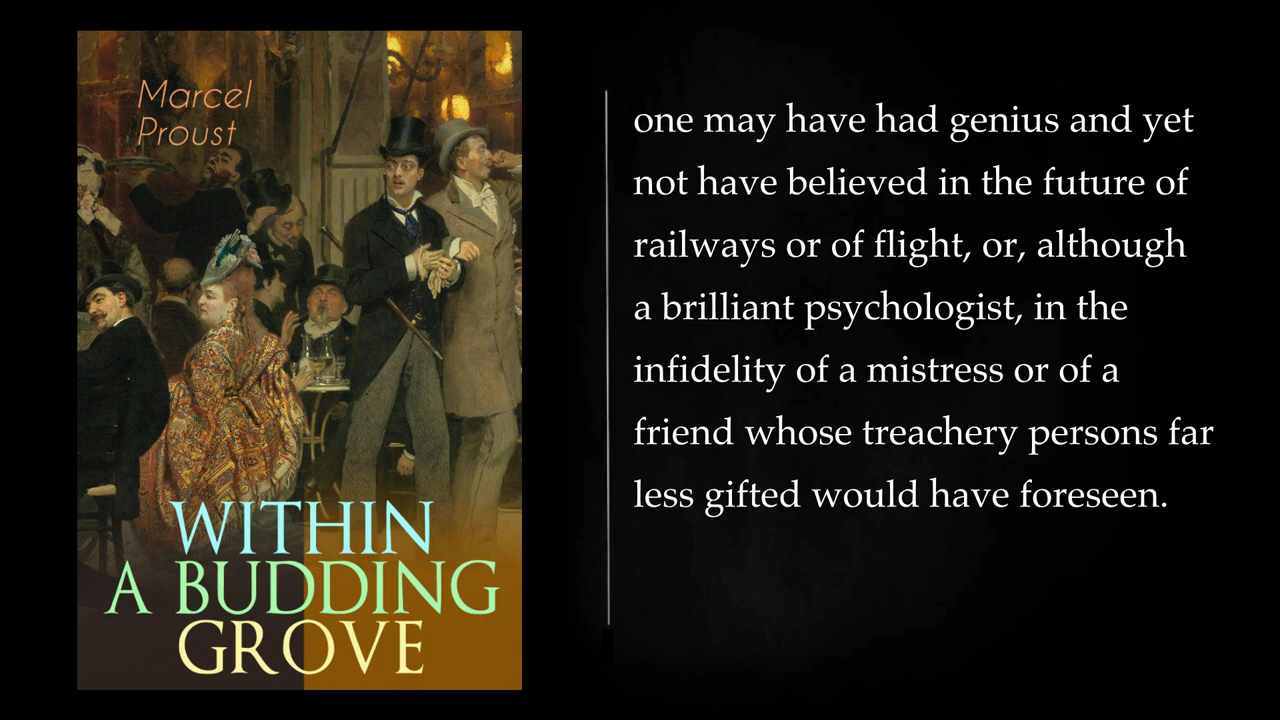 Marcel
Proust
WITHIN
A BUDDING
GROVE
one may have had genius and yet
not have believed in the future of
railways or of flight, or, although
a brilliant psychologist, in the
infidelity of a mistress or of a
friend whose treachery persons far
less gifted would have foreseen.